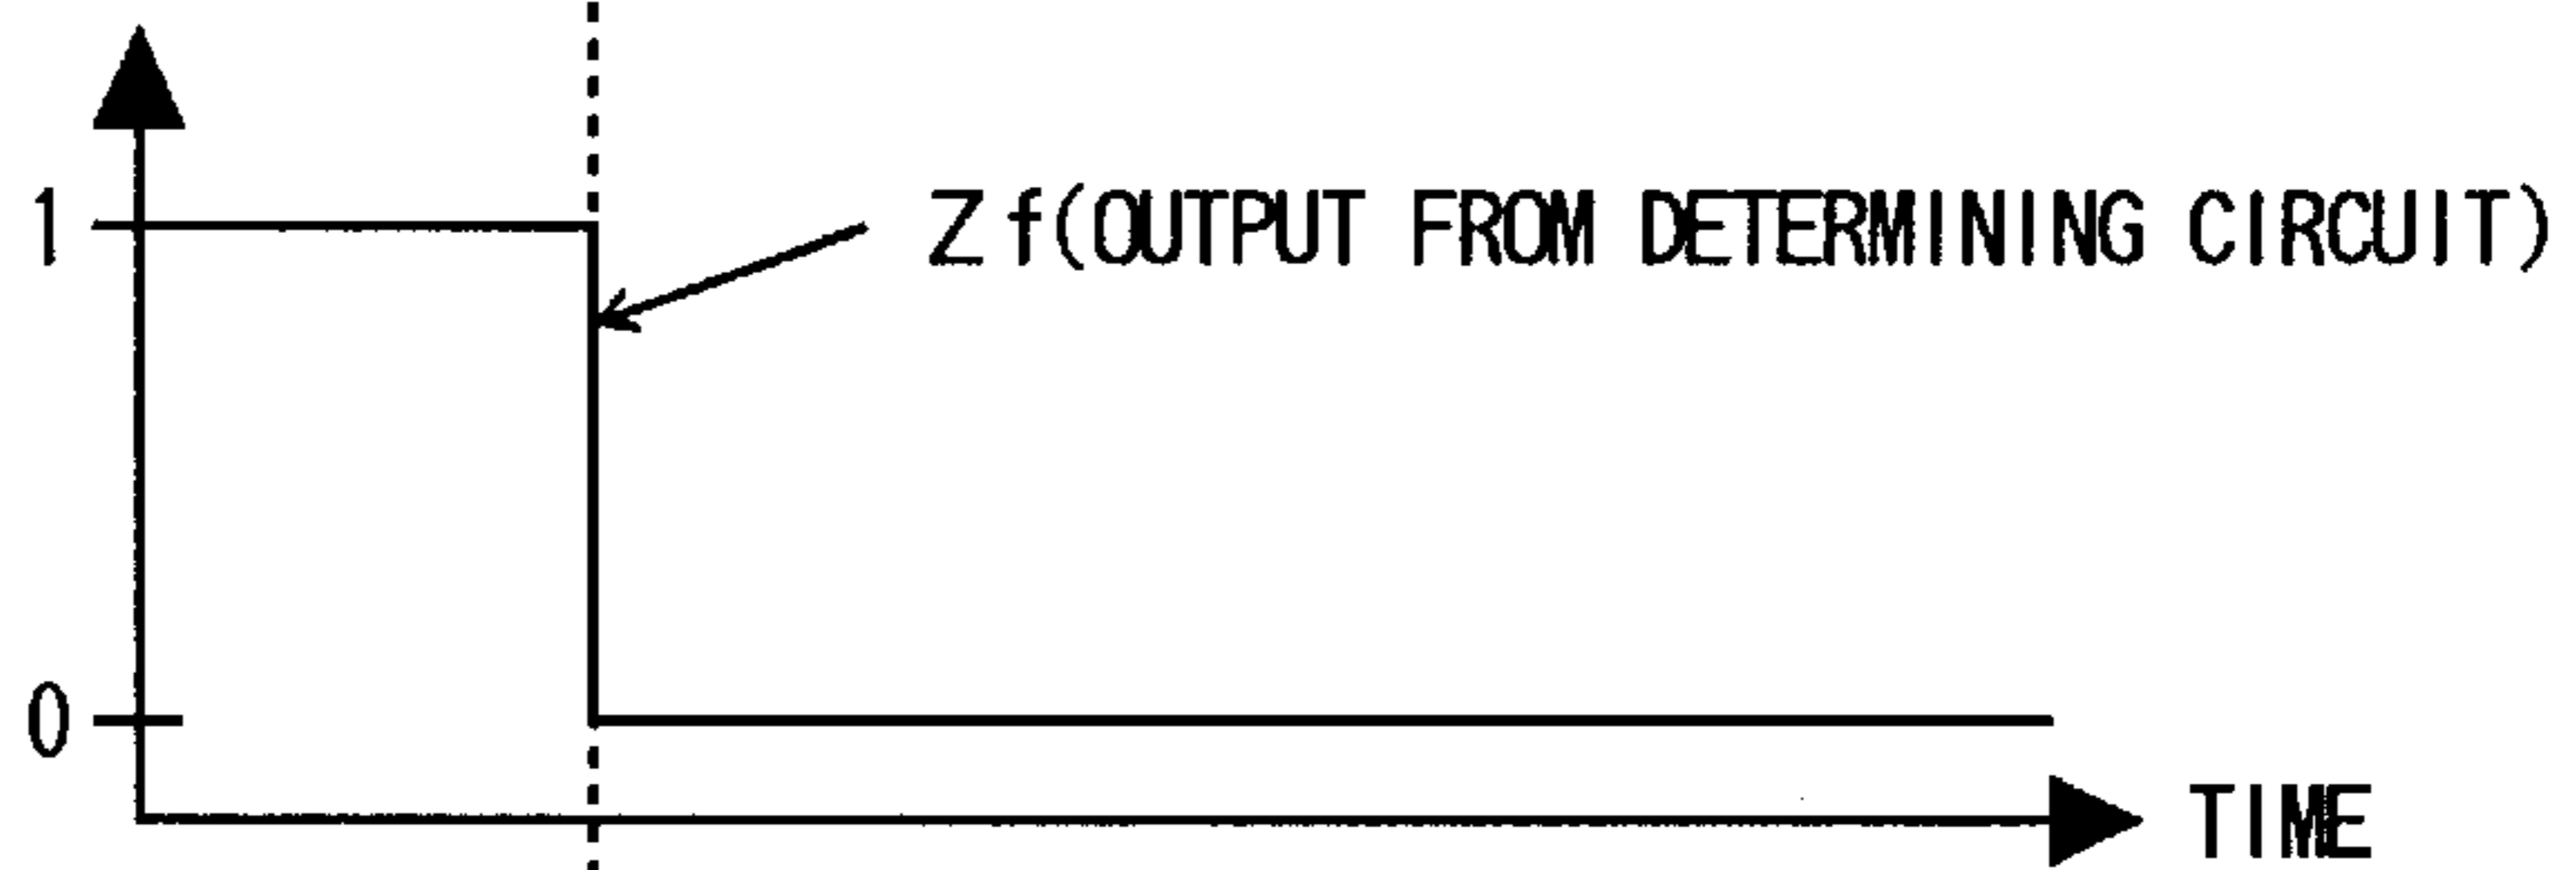 1
Zf(OUTPUT FROM DETERMINING CIRCUIT)
0
TIME